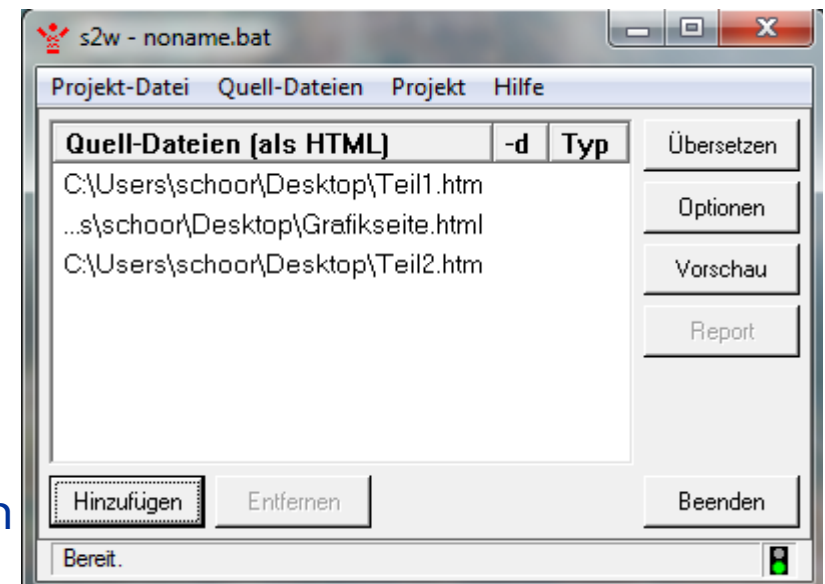 s2w - noname.bat
Projekt-Datei Quell-Dateien Projekt Hilfe
Quell-Dateien (als HTML) -d Typ
C:\Users\schoor\Desktop\Teil1.htm
...s\schoor\Desktop\Grafikseite.html
C:\Users\schoor\Desktop\Teil2.htm
Übersetzen
Optionen
Vorschau
Report
Hinzufügen Entfernen Beenden
Bereit.